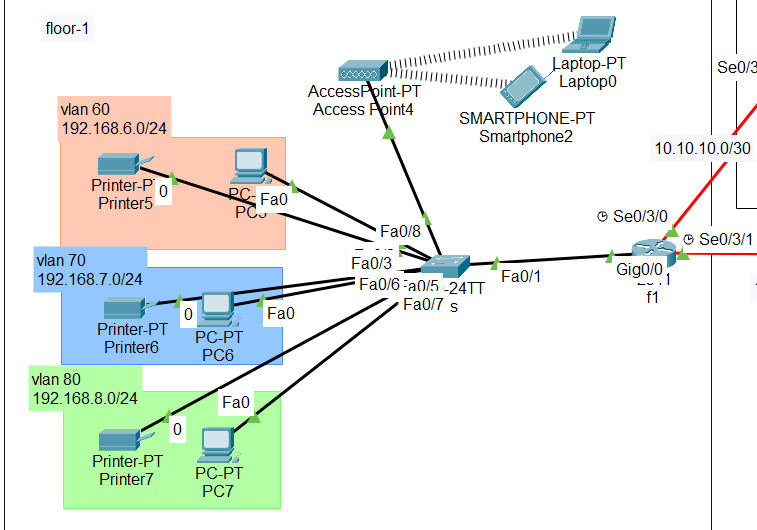 floor-1
Laptop-PT
Laptop0
Se0/3
AccessPoint-PT
Access Point4
SMARTPHONE-PT
Smartphone2
vlan 60
192.168.6.0/24
10.10.10.0/30
Printer-PT
Printer5
0
Fa0
Se0/3/0
Fa0/8
Se0/3/1
vlan 70
192.168.7.0/24
Fa0/3
Fa0/1
Gig0/0
-24TT
s
f1
Fa0/6
Fa0/7
0
Fa0
Printer-PT
Printer6
PC-PT
PC6
vlan 80
192.168.8.0/24
Fa0
0
Printer-PT
Printer7
PC-PT
PC7